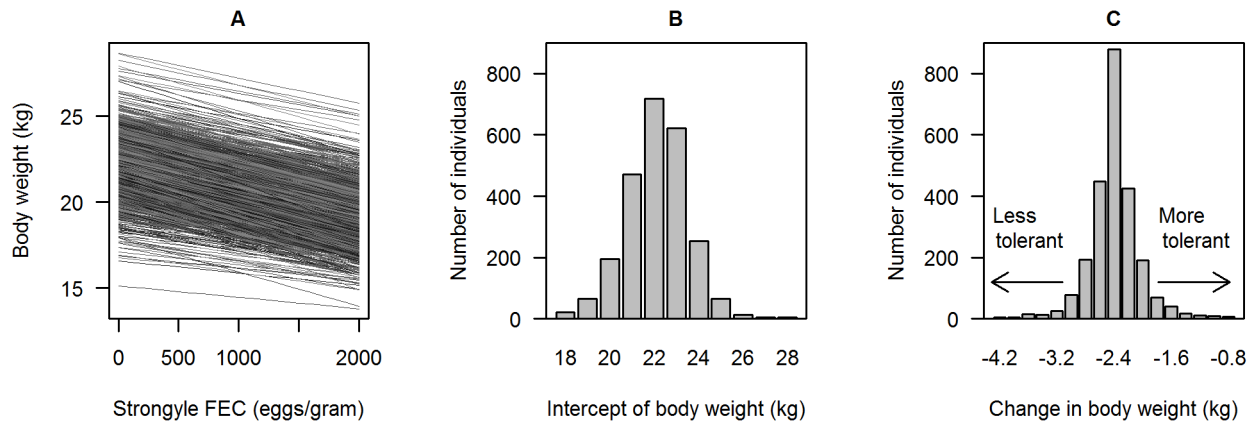 A
Body weight (kg)
25
20
15
0 500 1000 2000
Strongyle FEC (eggs/gram)
B
Number of individuals
800
600
400
200
0
18 20 22 24 26 28
Intercept of body weight (kg)
C
Number of individuals
800
600
400
200
0
Less
tolerant
More
tolerant
-4.2 -3.2 -2.4 -1.6 -0.8
Change in body weight (kg)